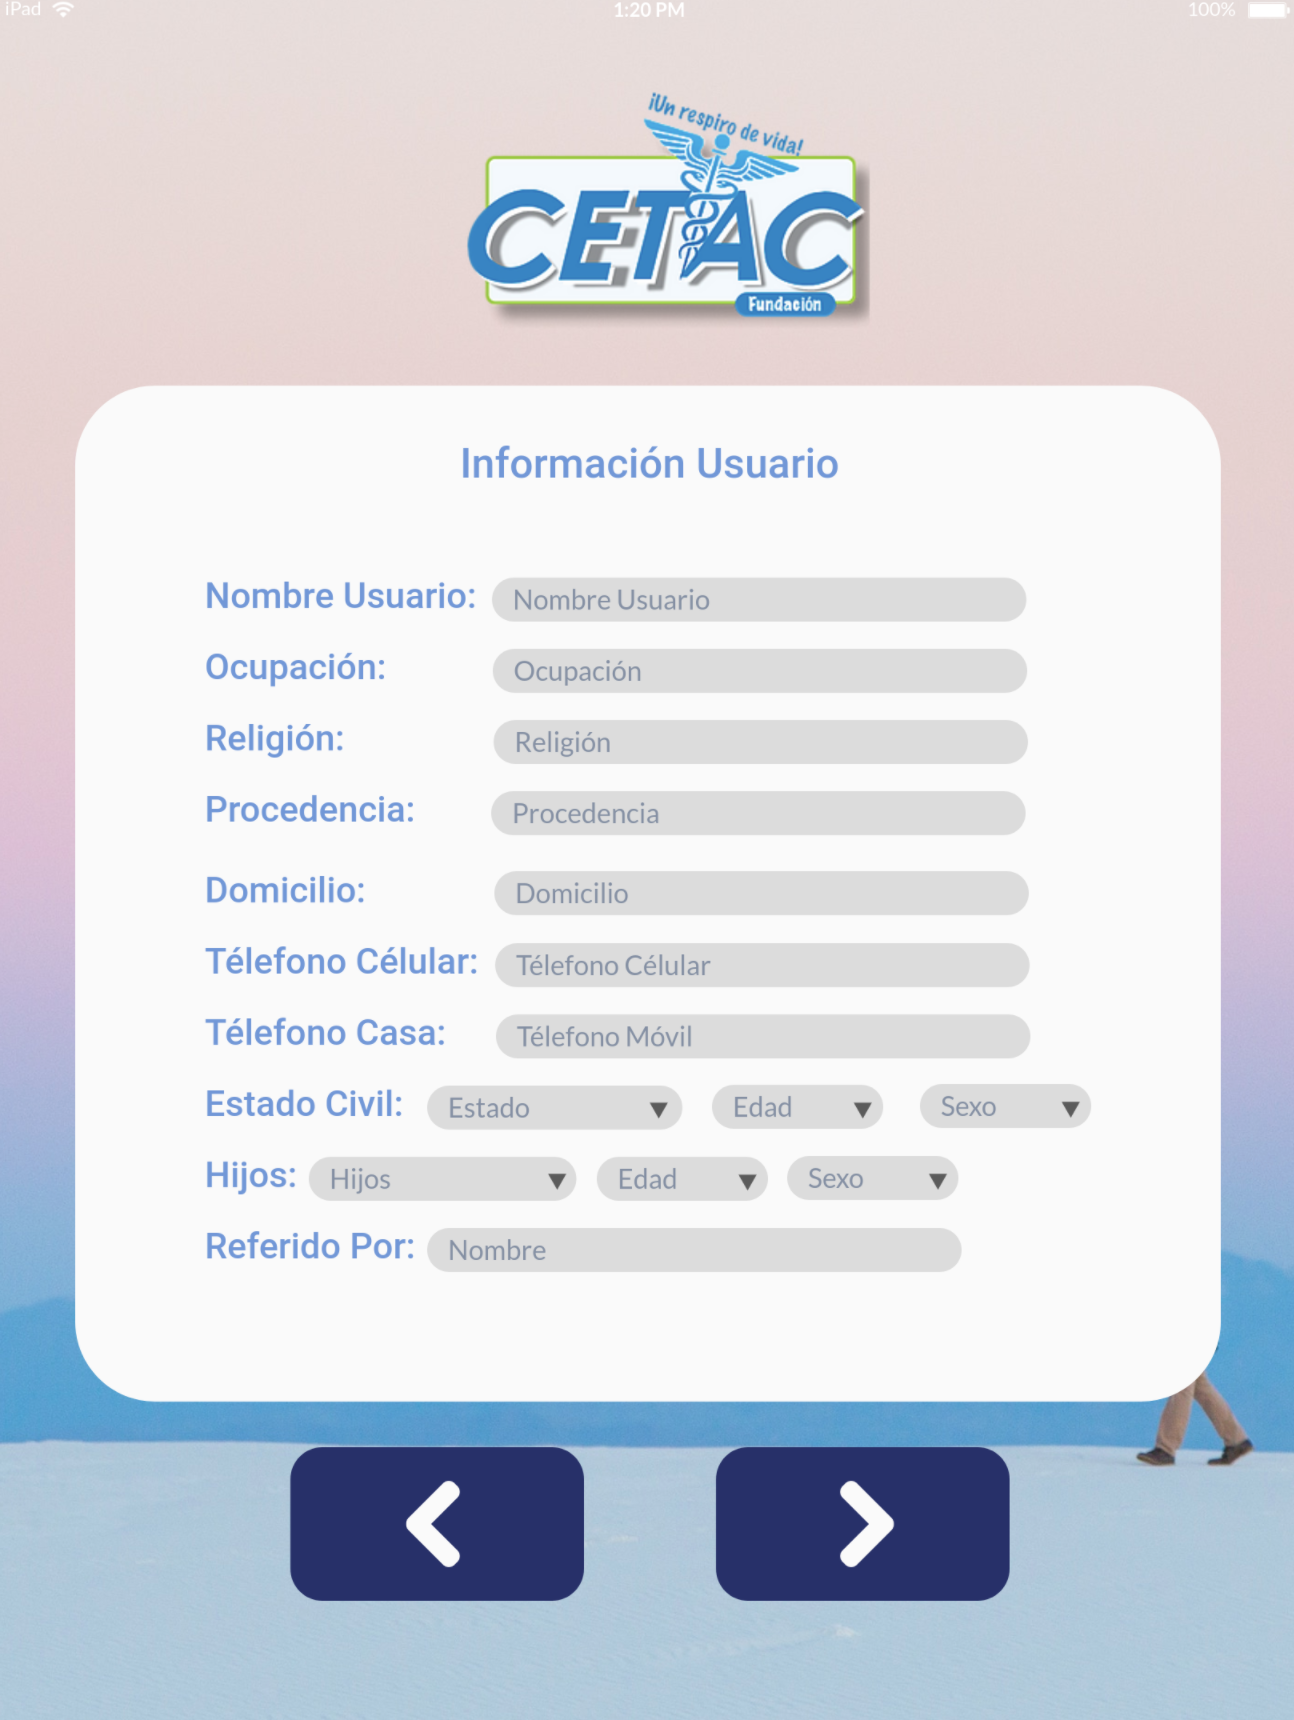 iPad 1:20 PM 100%
¡Un respiro de vida!
CETAC
Fundación
Información Usuario
Nombre Usuario: Nombre Usuario
Ocupación: Ocupación
Religión: Religión
Procedencia: Procedencia
Domicilio: Domicilio
Télefono Célular: Télefono Célular
Télefono Casa: Télefono Móvil
Estado Civil: Estado Edad Sexo
Hijos: Hijos Edad Sexo
Referido Por: Nombre